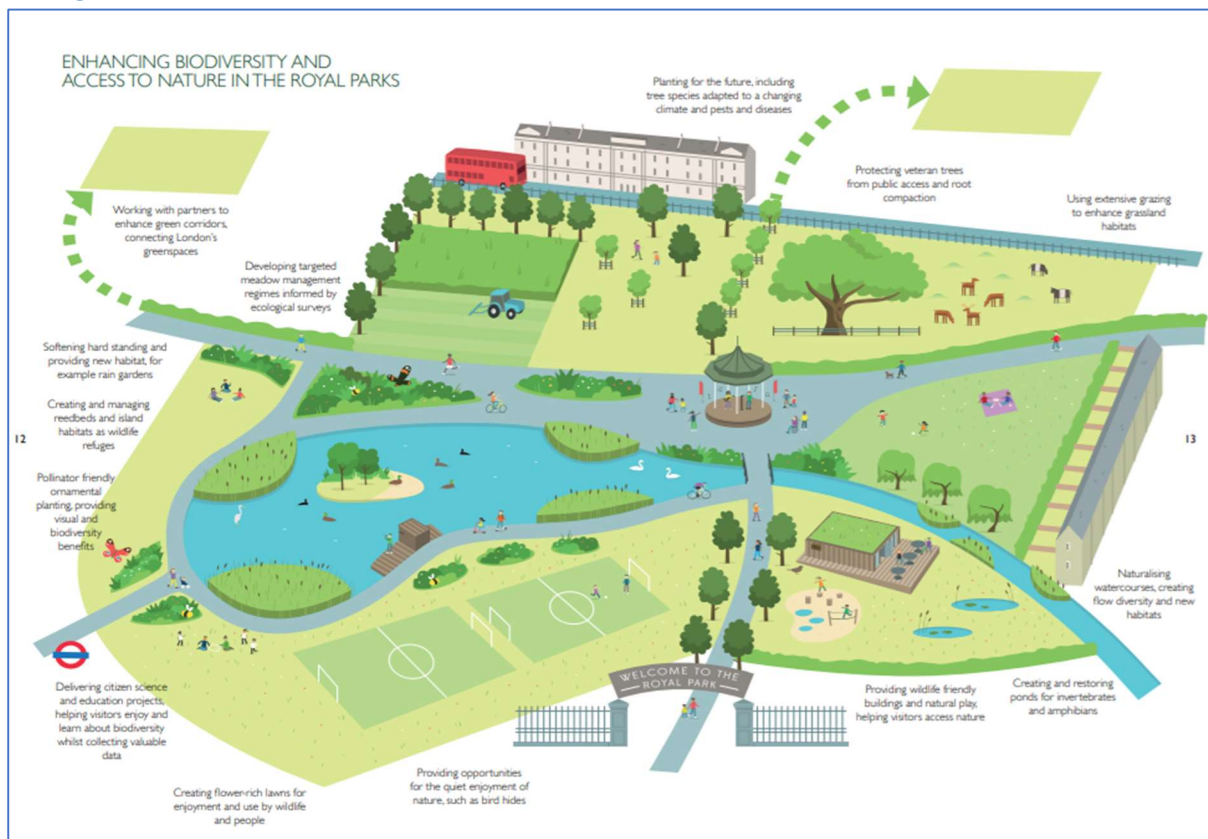 ENHANCING BIODIVERSITY AND
ACCESS TO NATURE IN THE ROYAL PARKS
Planting for the future, including
tree species adapted to a changing
climate and pests and diseases
Protecting veteran trees
from public access and root
compaction
Using extensive grazing
to enhance grassland
habitats
Working with partners to
enhance green corridors,
connecting London's
greenspaces
Developing targeted
meadow management
regimes informed by
ecological surveys
Softening hard standing and
providing new habitat, for
example rain gardens
Creating and managing
reedbeds and island
habitats as wildlife
refuges
12
13
Pollinator friendly
ornamental
planting, providing
visual and
biodiversity
benefits
Naturalising
watercourses, creating
flow diversity and new
habitats
WELCOME TO THE
ROYAL PARK
Delivering citizen science
and education projects,
helping visitors enjoy and
learn about biodiversity
whilst collecting valuable
data
Providing wildlife friendly
buildings and natural play,
helping visitors access nature
Creating and restoring
ponds for invertebrates
and amphibians
Creating flower-rich lawns for
enjoyment and use by wildlife
and people
Providing opportunities
for the quiet enjoyment of
nature, such as bird hides